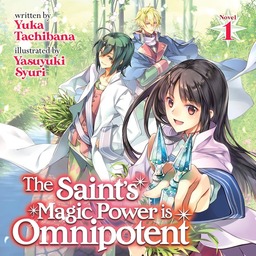 written by
Yuka
Tachibana
illustrated by
Yasuyuki
Syuri
Novel
1
The Saint's
Magic Power is
Omnipotent